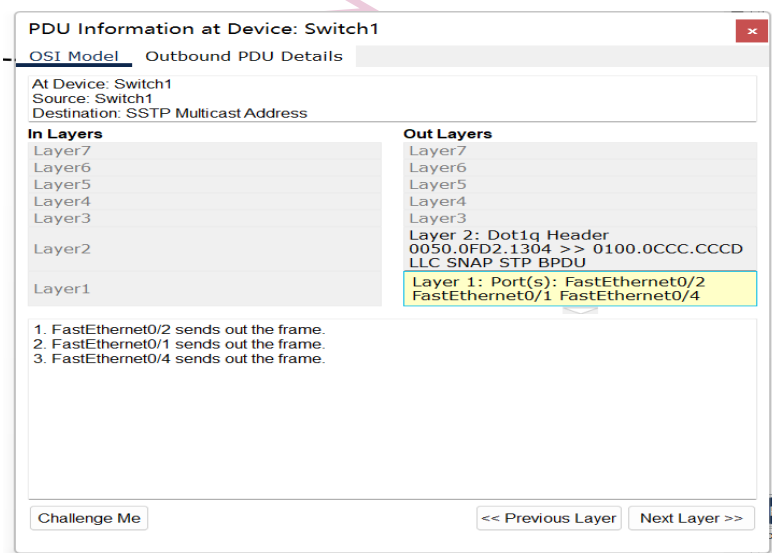 PDU Information at Device: Switch1
×
OSI Model Outbound PDU Details
At Device: Switch1
Source: Switch1
Destination: SSTP Multicast Address
In Layers
Layer7
Layer6
Layer5
Layer4
Layer3
Layer2
Layer1
Out Layers
Layer7
Layer6
Layer5
Layer4
Layer3
Layer 2: Dot1q Header
0050.0FD2.1304 >> 0100.0CCC.CCCD
LLC SNAP STP BPDU
Layer 1: Port(s): FastEthernet0/2
FastEthernet0/1 FastEthernet0/4
1. FastEthernet0/2 sends out the frame.
2. FastEthernet0/1 sends out the frame.
3. FastEthernet0/4 sends out the frame.
Challenge Me << Previous Layer Next Layer >>